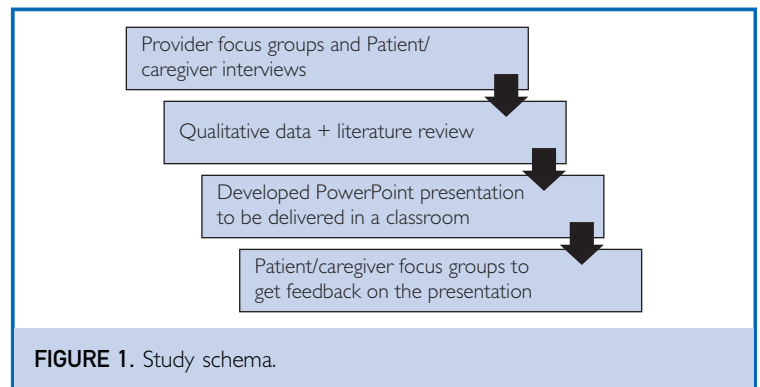 Provider focus groups and Patient/
caregiver interviews
Qualitative data + literature review
Developed PowerPoint presentation
to be delivered in a classroom
Patient/caregiver focus groups to
get feedback on the presentation
FIGURE 1. Study schema.